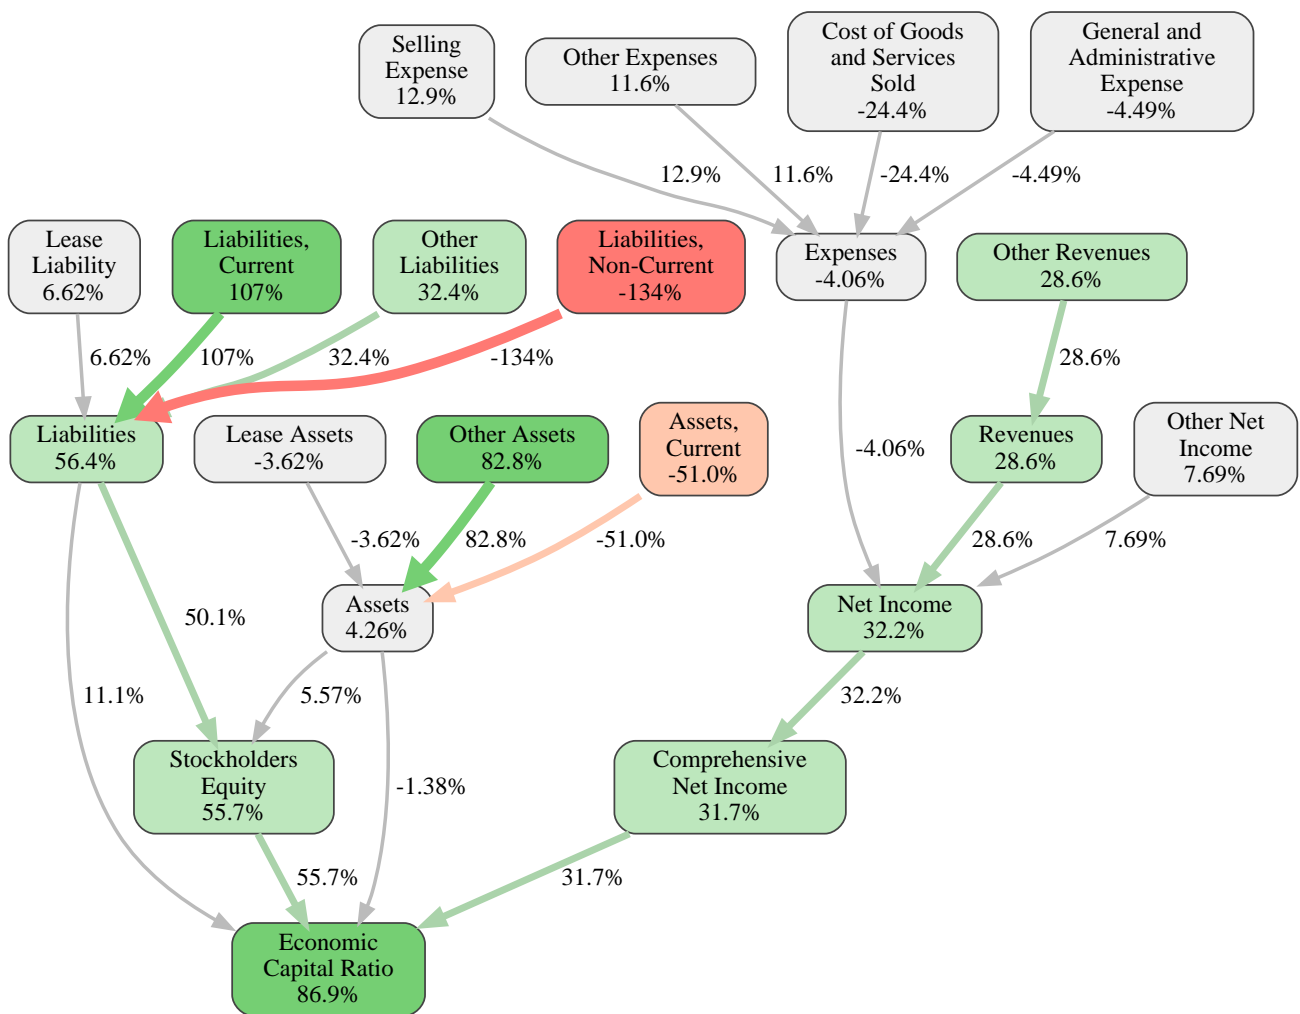 Selling
Expense
12.9%
Other Expenses
11.6%
Cost of Goods
and Services
Sold
-24.4%
General and
Administrative
Expense
-4.49%
12.9%
11.6%
-24.4%
-4.49%
Lease
Liability
6.62%
Liabilities,
Current
107%
Other
Liabilities
32.4%
Liabilities,
Non-Current
-134%
Expenses
-4.06%
Other Revenues
28.6%
6.62%
107%
32.4%
-134%
28.6%
Liabilities
56.4%
Lease Assets
-3.62%
Other Assets
82.8%
Assets,
Current
-51.0%
-4.06%
Revenues
28.6%
Other Net
Income
7.69%
-3.62%
82.8%
-51.0%
28.6%
7.69%
50.1%
Assets
4.26%
Net Income
32.2%
11.1%
5.57%
32.2%
Stockholders
Equity
55.7%
-1.38%
Comprehensive
Net Income
31.7%
55.7%
31.7%
Economic
Capital Ratio
86.9%